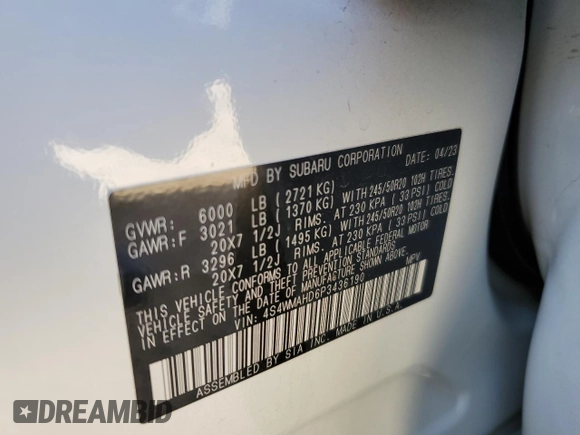 MFD BY SUBARU CORPORATION DATE: 04/23
GVWR: 6000 LB (2721 KG)
GAWR:F 3021 LB (1370 KG) WITH 245/50R20 102H TIRES.
20X7 1/2J RIMS. AT 230 KPA (33 PSI) COLD
GAWR:R 3296 LB (1495 KG) WITH 245/50R20 102H TIRES.
20X7 1/2J RIMS. AT 230 KPA (33 PSI) COLD
THIS VEHICLE CONFORMS TO ALL APPLICABLE FEDERAL MOTOR
VEHICLE SAFETY AND THEFT PREVENTION STANDARDS
IN EFFECT ON THE DATE OF MANUFACTURE SHOWN ABOVE.
VIN: 4S4WMAHD6P3436190 MPV
ASSEMBLED BY SIA INC. MADE IN U.S.A.
DREAMBID